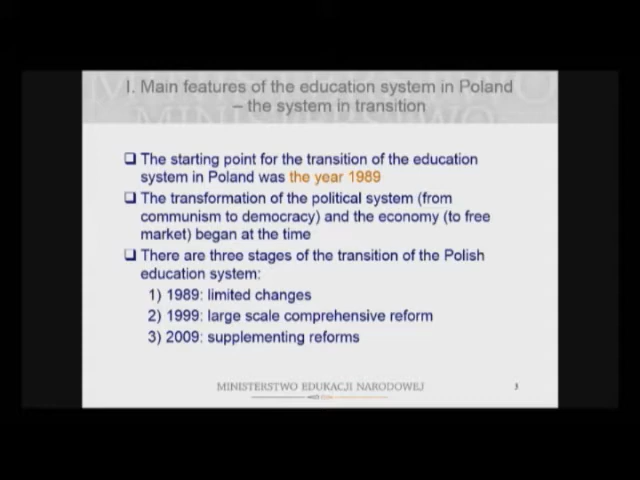 I. Main features of the education system in Poland
– the system in transition
The starting point for the transition of the education
system in Poland was the year 1989
The transformation of the political system (from
communism to democracy) and the economy (to free
market) began at the time
There are three stages of the transition of the Polish
education system:
1) 1989: limited changes
2) 1999: large scale comprehensive reform
3) 2009: supplementing reforms
MINISTERSTWO EDUKACJI NARODOWEJ